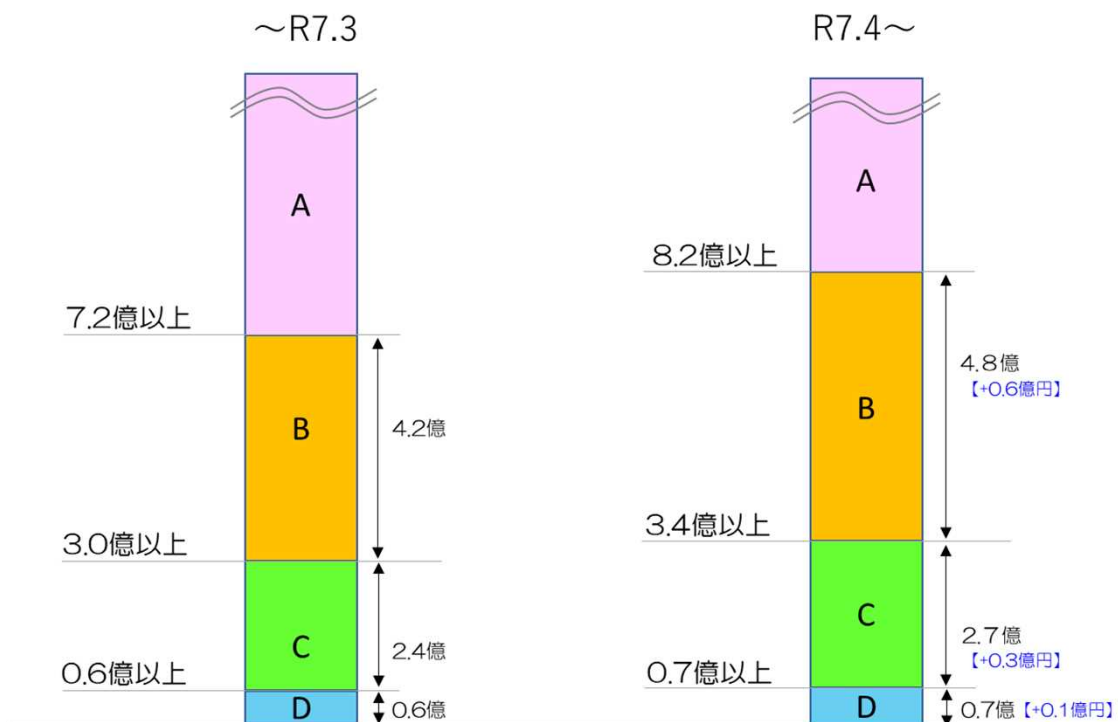 ～R7.3
A
7.2億以上
B
4.2億
3.0億以上
C
2.4億
0.6億以上
D
0.6億
R7.4～
A
8.2億以上
4.8億
【+0.6億円】
B
3.4億以上
C
2.7億
【+0.3億円】
0.7億以上
D
0.7億【+0.1億円】